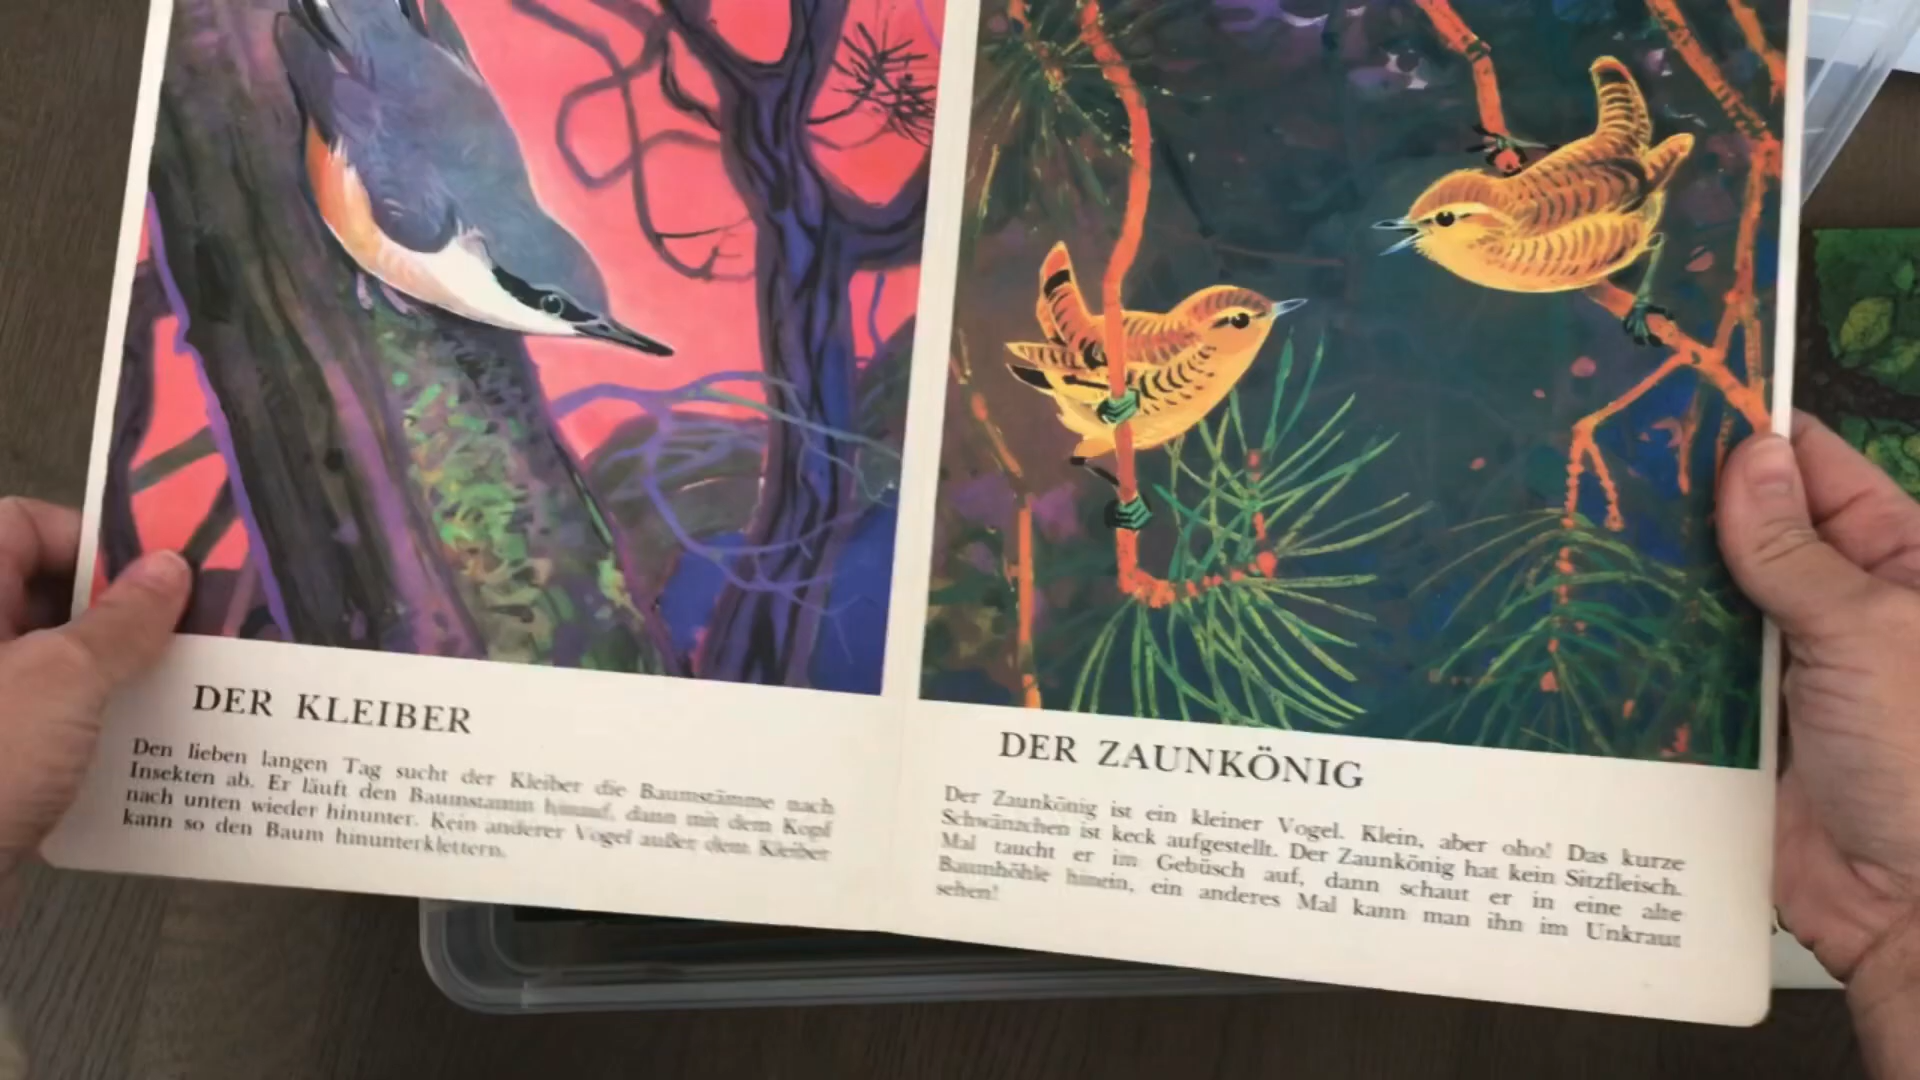 DER KLEIBER
Den lieben langen Tag sucht der Kleiber die Baumstämme nach
Insekten ab. Er läuft den Baumstamm hinauf, dann mit dem Kopf
nach unten wieder hinunter. Kein anderer Vogel außer dem Kleiber
kann so den Baum hinunterklettern.
DER ZAUNKÖNIG
Der Zaunkönig ist ein kleiner Vogel. Klein, aber oho! Das kurze
Schwänzchen ist keck aufgestellt. Der Zaunkönig hat kein Sitzfleisch.
Mal taucht er im Gebüsch auf, dann schaut er in eine alte
Baumhöhle hinein, ein anderes Mal kann man ihn im Unkraut
sehen!